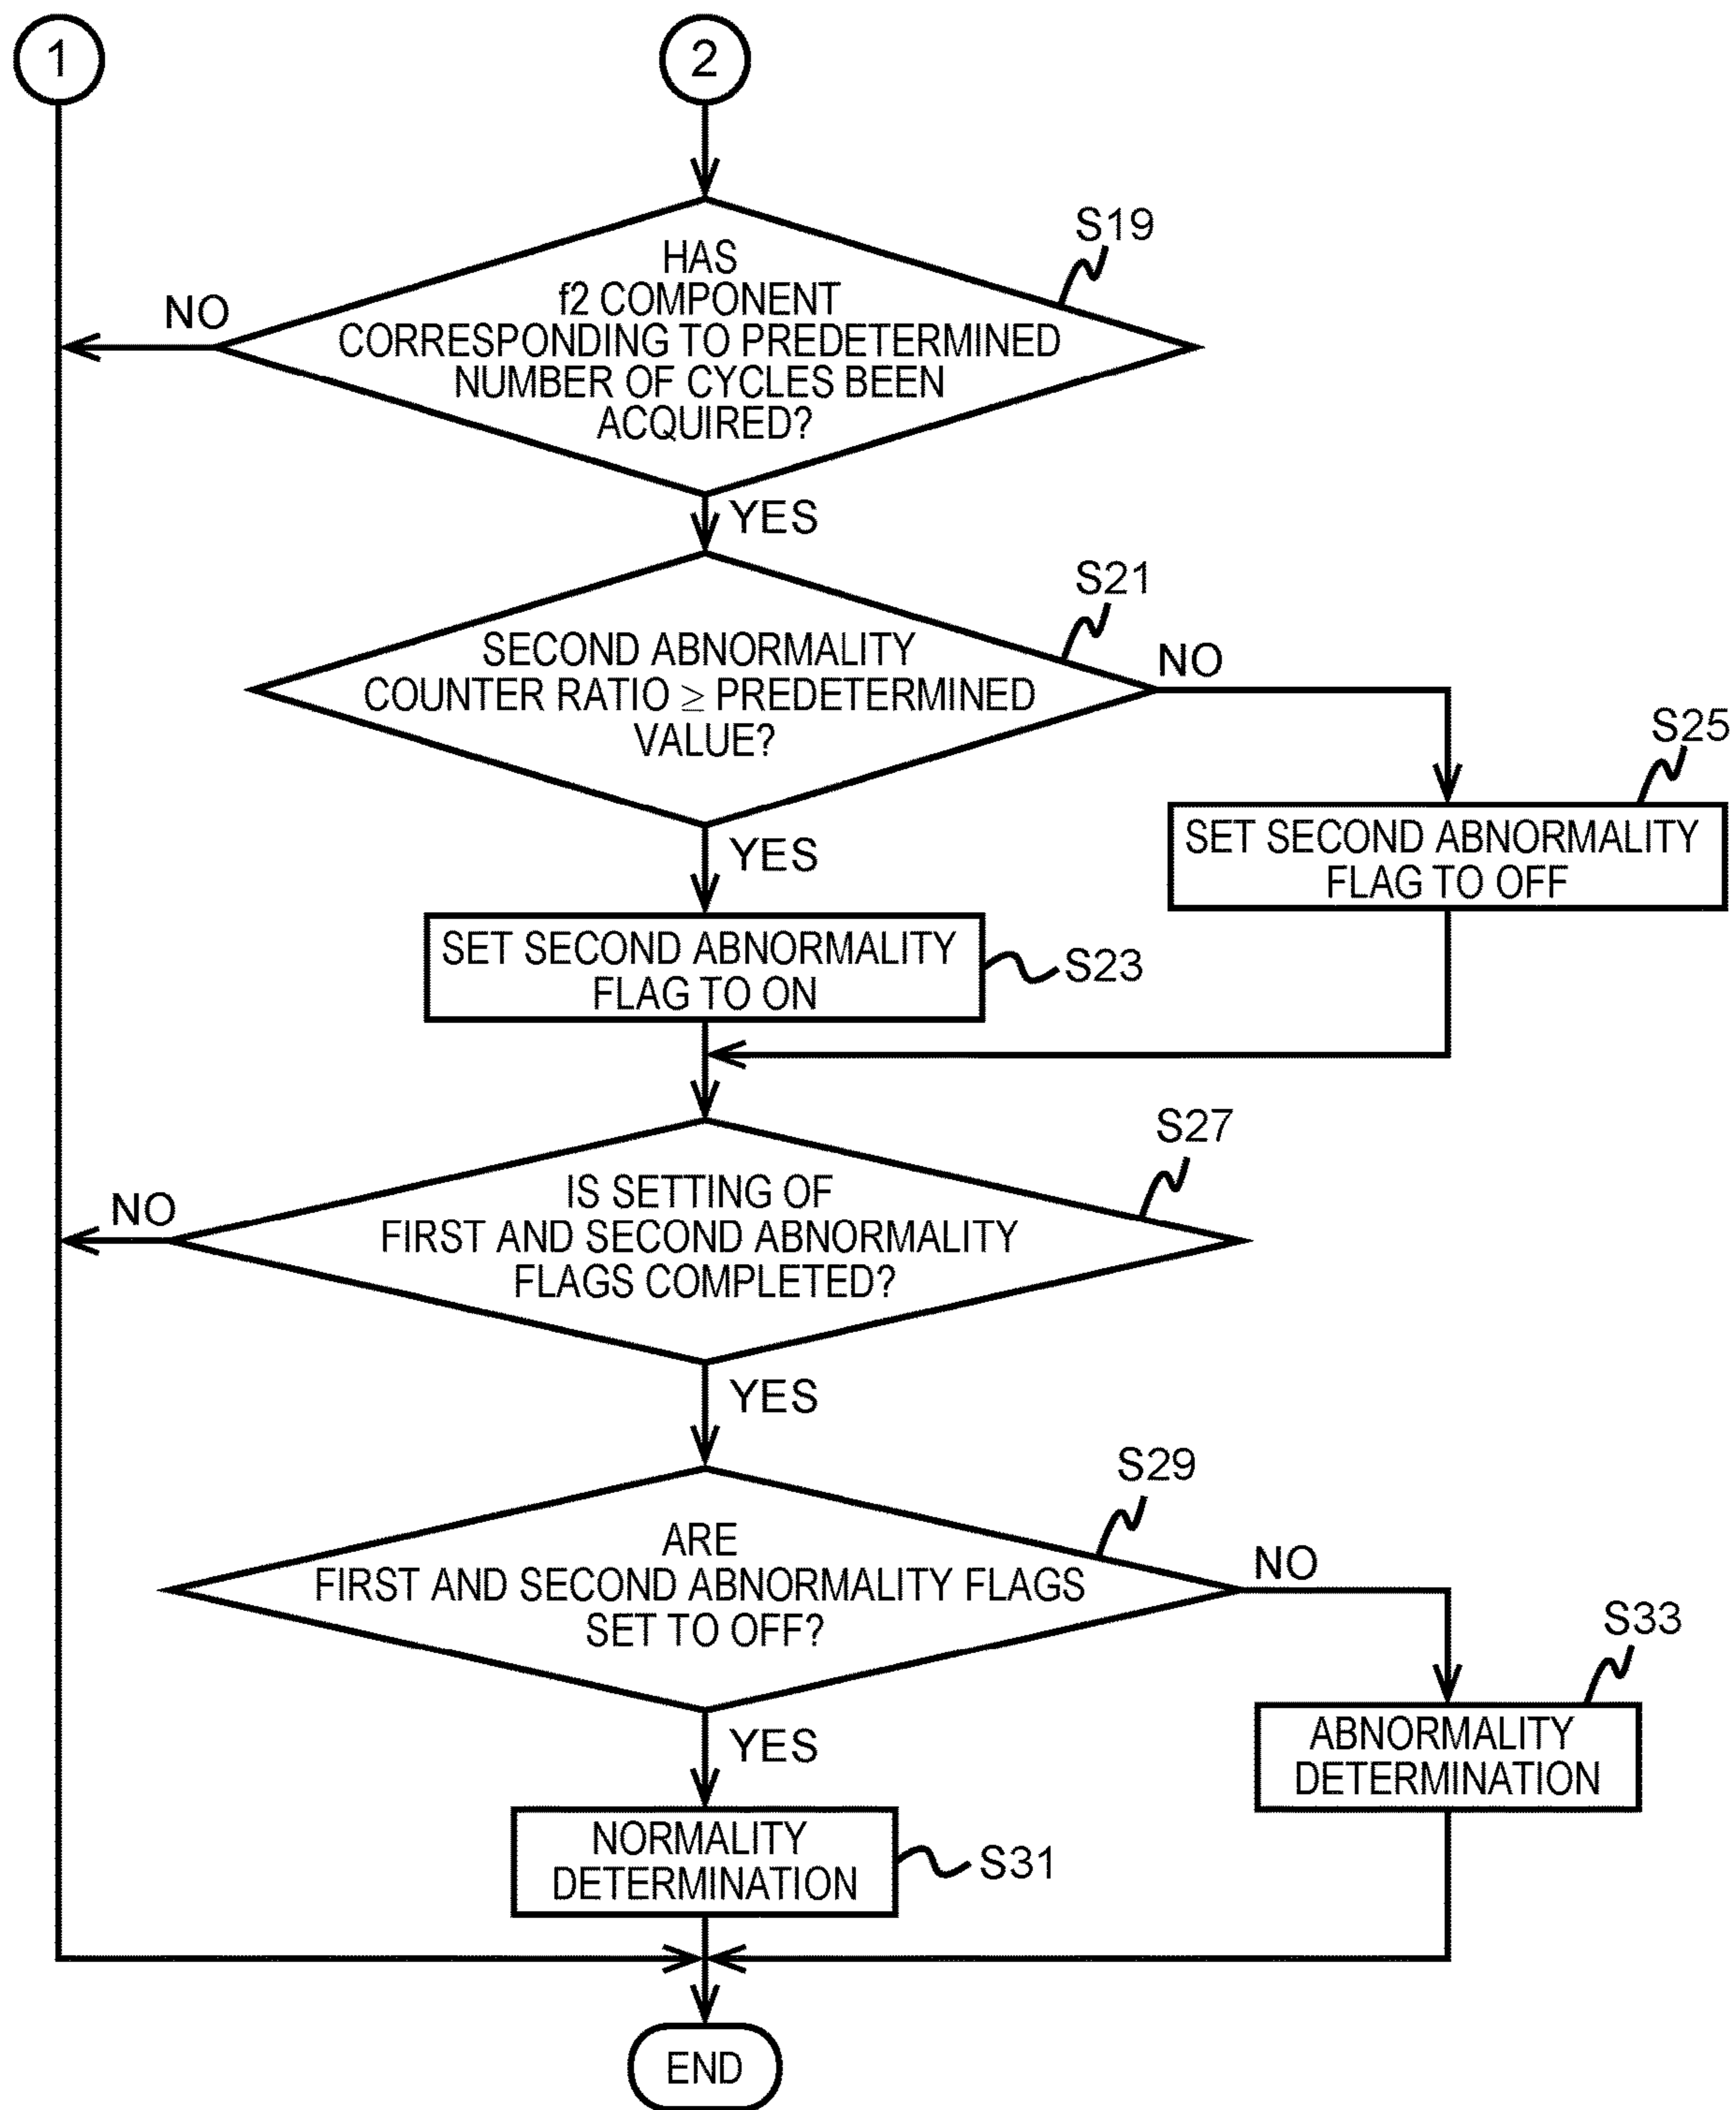 1
2
S19
HAS
f2 COMPONENT
CORRESPONDING TO PREDETERMINED
NUMBER OF CYCLES BEEN
ACQUIRED?
NO
YES
S21
SECOND ABNORMALITY
COUNTER RATIO ≥ PREDETERMINED
VALUE?
NO
YES
S25
SET SECOND ABNORMALITY
FLAG TO OFF
SET SECOND ABNORMALITY
FLAG TO ON
S23
S27
IS SETTING OF
FIRST AND SECOND ABNORMALITY
FLAGS COMPLETED?
NO
YES
S29
ARE
FIRST AND SECOND ABNORMALITY FLAGS
SET TO OFF?
NO
YES
S33
ABNORMALITY
DETERMINATION
NORMALITY
DETERMINATION
S31
END